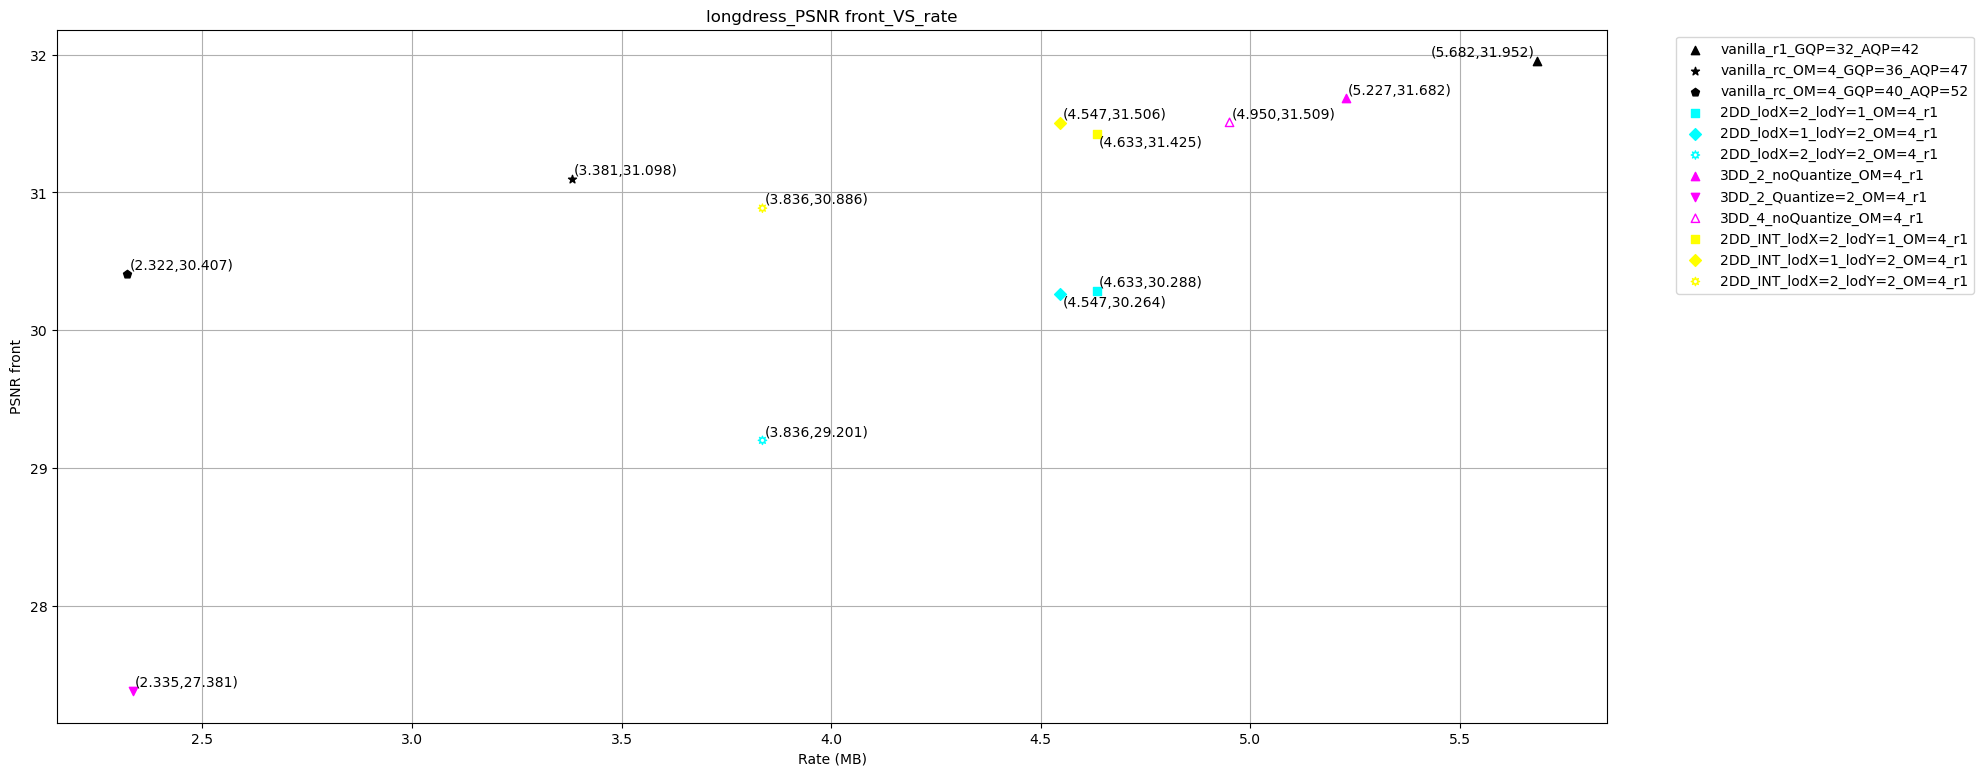 longdress_PSNR front_VS_rate
(5.682,31.952)
(5.227,31.682)
(4.547,31.506)
(4.950,31.509)
(4.633,31.425)
(3.381,31.098)
(3.836,30.886)
(2.322,30.407)
(4.633,30.288)
(4.547,30.264)
(3.836,29.201)
(2.335,27.381)
32
31
30
29
28
PSNR front
2.5
3.0
3.5
4.0
4.5
5.0
5.5
Rate (MB)
vanilla_r1_GQP=32_AQP=42
vanilla_rc_OM=4_GQP=36_AQP=47
vanilla_rc_OM=4_GQP=40_AQP=52
2DD_lodX=2_lodY=1_OM=4_r1
2DD_lodX=1_lodY=2_OM=4_r1
2DD_lodX=2_lodY=2_OM=4_r1
3DD_2_noQuantize_OM=4_r1
3DD_2_Quantize=2_OM=4_r1
3DD_4_noQuantize_OM=4_r1
2DD_INT_lodX=2_lodY=1_OM=4_r1
2DD_INT_lodX=1_lodY=2_OM=4_r1
2DD_INT_lodX=2_lodY=2_OM=4_r1